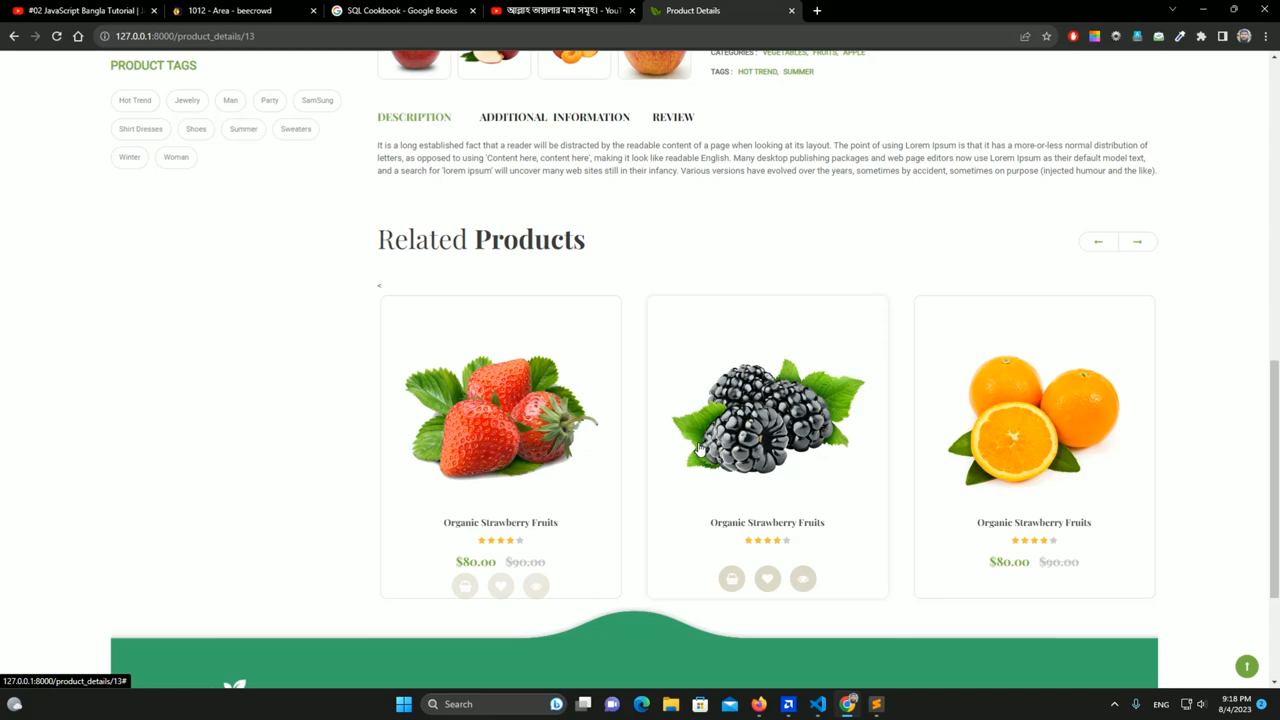 #02 JavaScript Bangla Tutorial |
1012 - Area - beecrowd
SQL Cookbook - Google Books
আল্লাহ তায়ালার নাম সমূহ। - YouT
Product Details
127.0.0.1:8000/product_details/13
CATEGORIES : VEGETABLES, FRUITS, APPLE
TAGS : HOT TREND, SUMMER
PRODUCT TAGS
Hot Trend Jewelry Man Party SamSung
Shirt Dresses Shoes Summer Sweaters
Winter Woman
DESCRIPTION ADDITIONAL INFORMATION REVIEW
It is a long established fact that a reader will be distracted by the readable content of a page when looking at its layout. The point of using Lorem Ipsum is that it has a more-or-less normal distribution of
letters, as opposed to using 'Content here, content here', making it look like readable English. Many desktop publishing packages and web page editors now use Lorem Ipsum as their default model text,
and a search for 'lorem ipsum' will uncover many web sites still in their infancy. Various versions have evolved over the years, sometimes by accident, sometimes on purpose (injected humour and the like).
Related Products
<
Organic Strawberry Fruits
$80.00 $90.00
Organic Strawberry Fruits
Organic Strawberry Fruits
$80.00 $90.00
127.0.0.1:8000/product_details/13#
Search
9:18 PM
8/4/2023
2